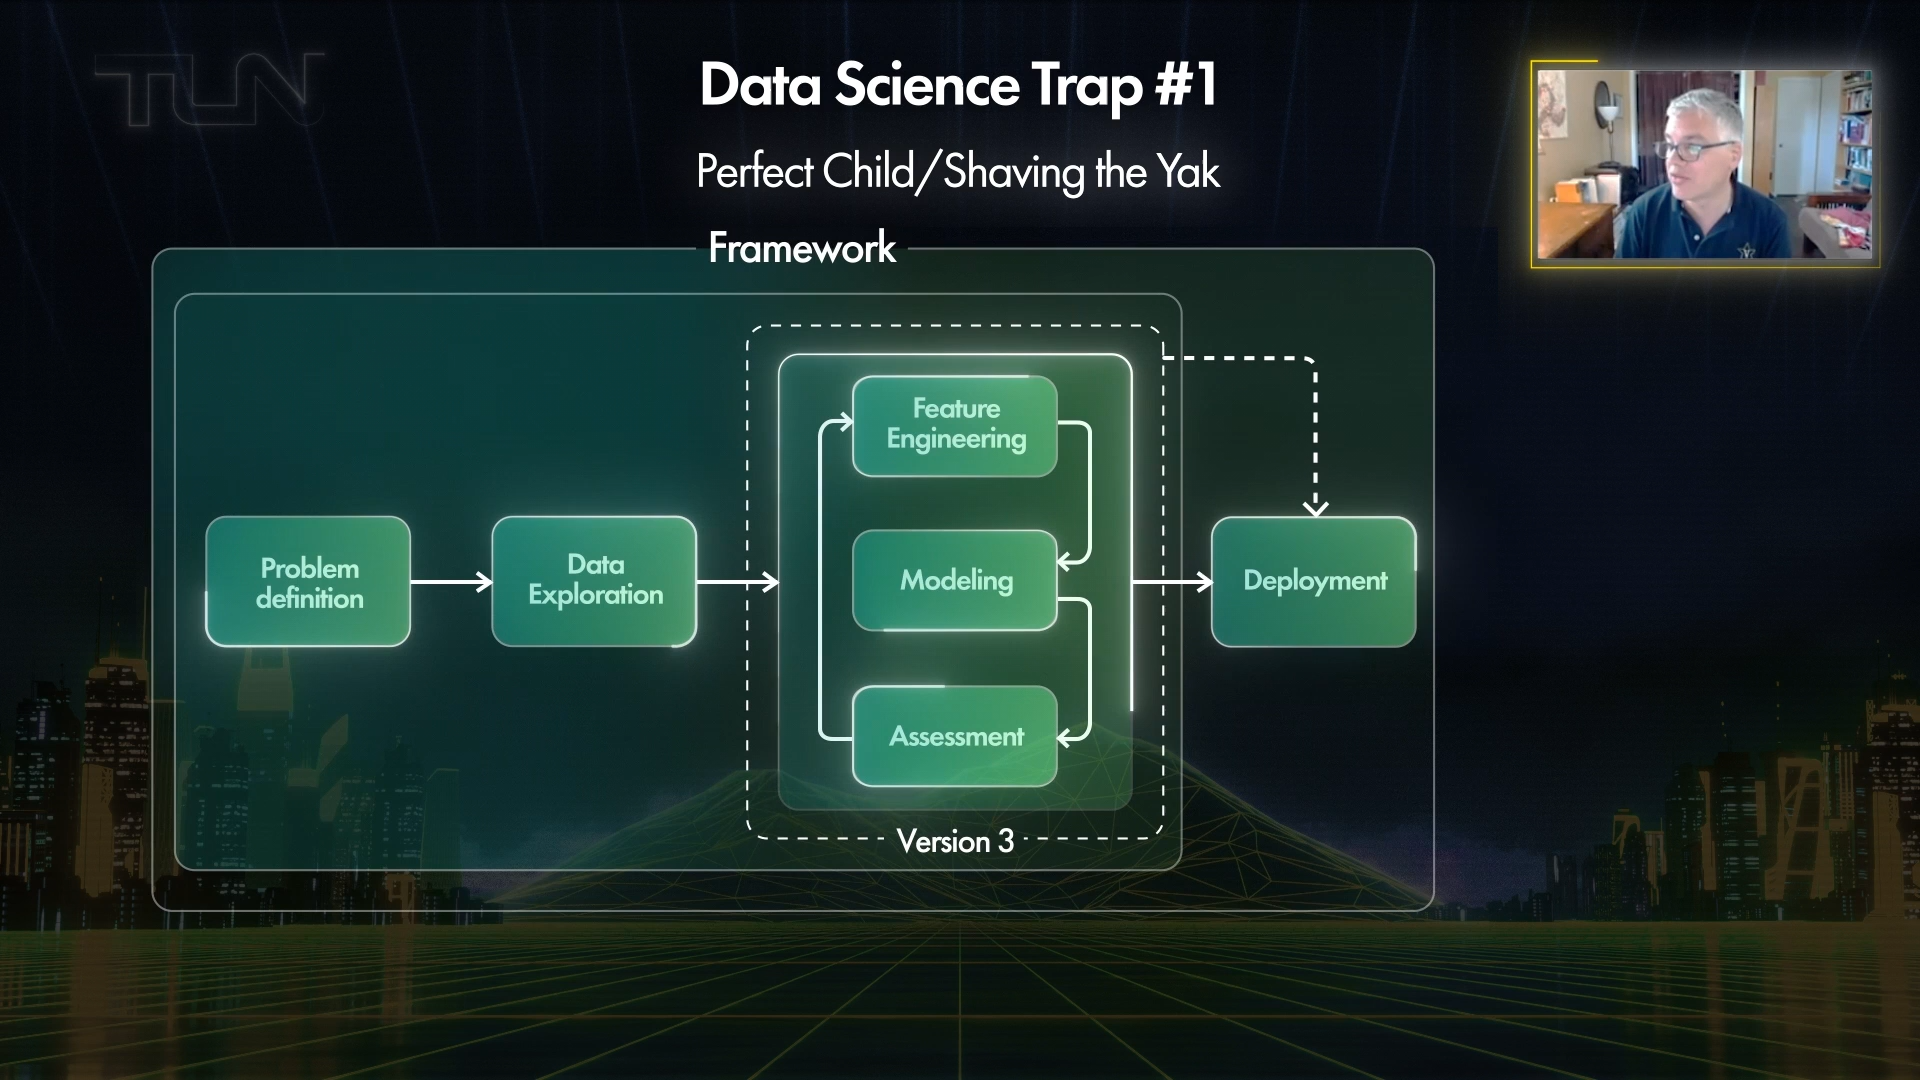 TLN
Data Science Trap #1
Perfect Child/Shaving the Yak
Framework
Problem
definition
Data
Exploration
Feature
Engineering
Modeling
Assessment
Version 3
Deployment